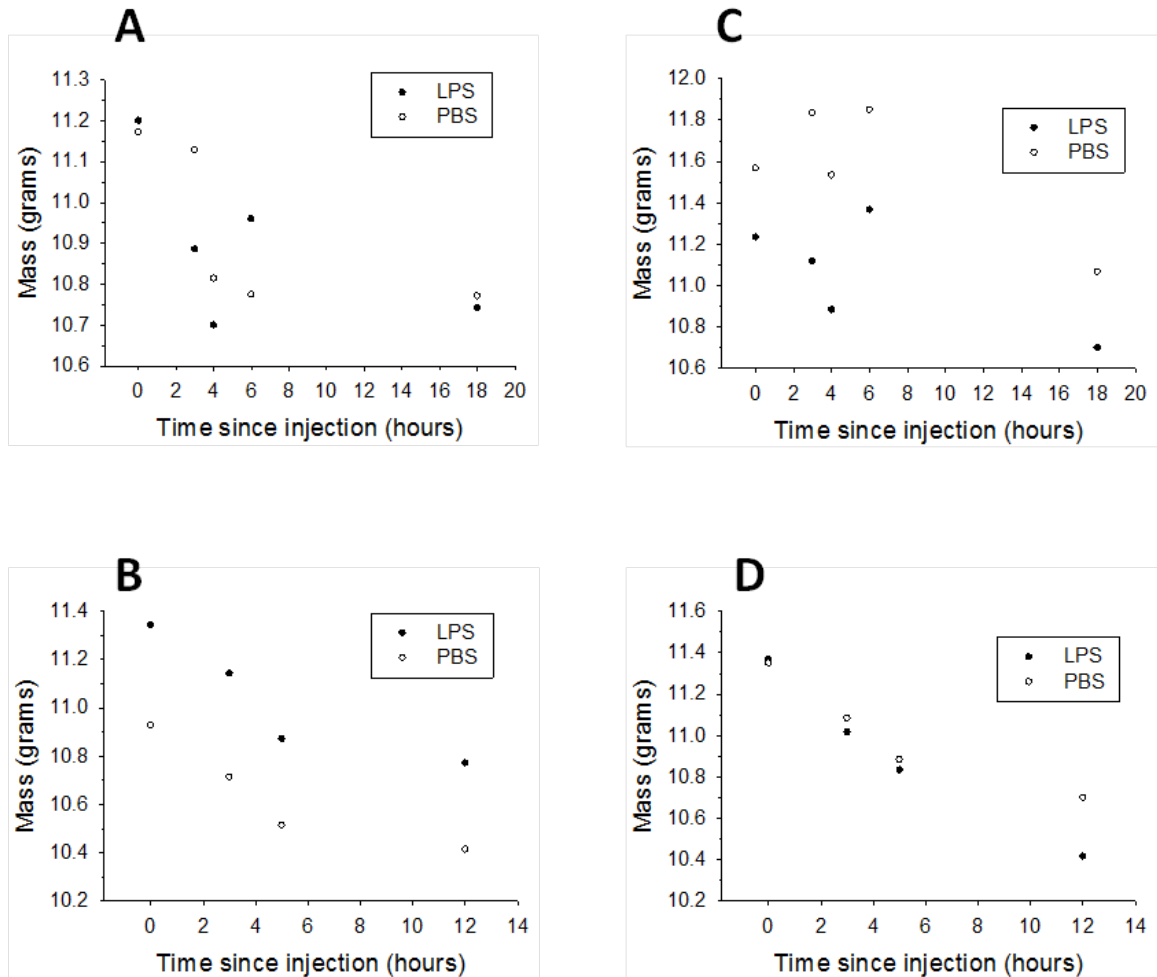 A
11.3
11.2
11.1
11.0
10.9
10.8
10.7
10.6
Mass (grams)
LPS
PBS
0 2 4 6 8 10 12 14 16 18 20
Time since injection (hours)
C
12.0
11.8
11.6
11.4
11.2
11.0
10.8
10.6
Mass (grams)
LPS
PBS
0 2 4 6 8 10 12 14 16 18 20
Time since injection (hours)
B
11.4
11.2
11.0
10.8
10.6
10.4
10.2
Mass (grams)
LPS
PBS
0 2 4 6 8 10 12 14
Time since injection (hours)
D
11.6
11.4
11.2
11.0
10.8
10.6
10.4
10.2
Mass (grams)
LPS
PBS
0 2 4 6 8 10 12 14
Time since injection (hours)